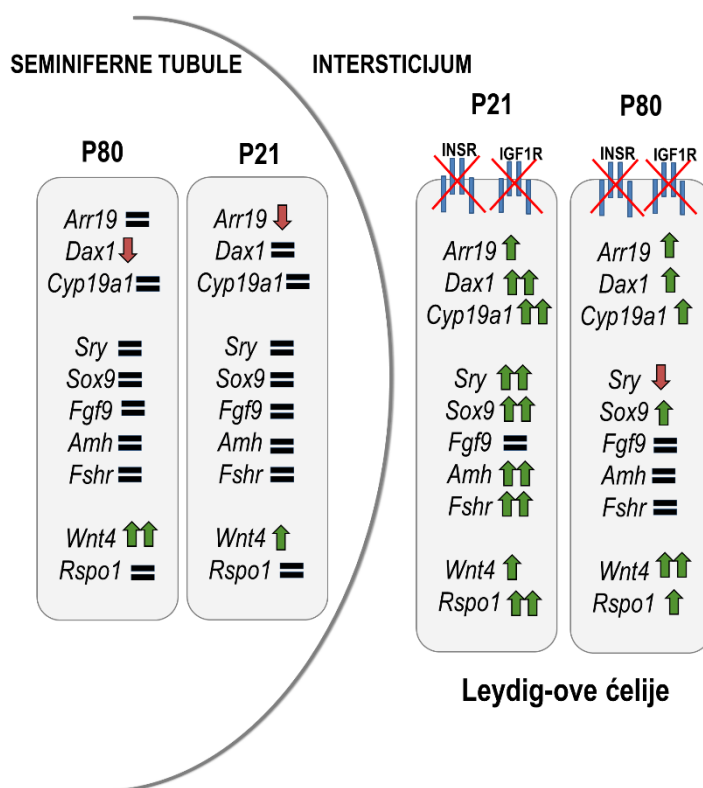 SEMINIFERNE TUBULE
INTERSTICIJUM
P80
Arr19
Dax1
Cyp19a1
Sry
Sox9
Fgf9
Amh
Fshr
Wnt4
Rspo1
P21
Arr19
Dax1
Cyp19a1
Sry
Sox9
Fgf9
Amh
Fshr
Wnt4
Rspo1
P21
INSR IGF1R
Arr19
Dax1
Cyp19a1
Sry
Sox9
Fgf9
Amh
Fshr
Wnt4
Rspo1
P80
INSR IGF1R
Arr19
Dax1
Cyp19a1
Sry
Sox9
Fgf9
Amh
Fshr
Wnt4
Rspo1
Leydig-ove ćelije